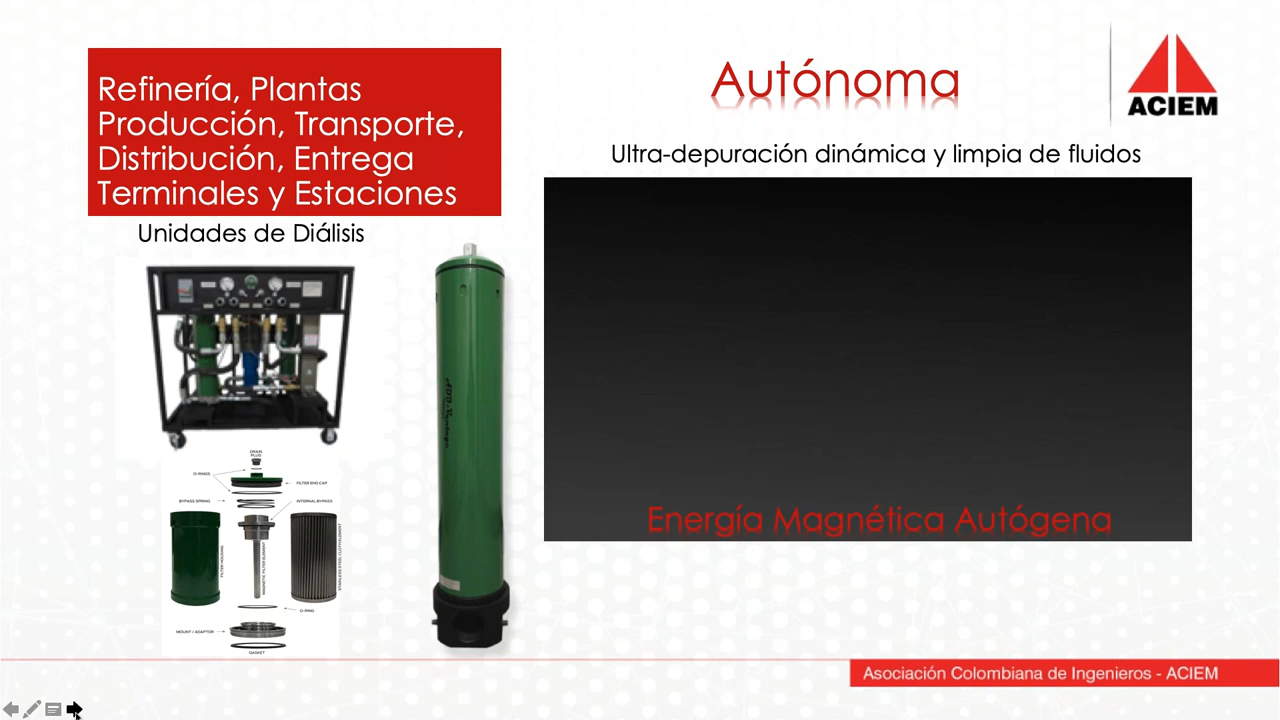 Refinería, Plantas
Producción, Transporte,
Distribución, Entrega
Terminales y Estaciones
Unidades de Diálisis
Autónoma
ACIEM
Ultra-depuración dinámica y limpia de fluidos
Energía Magnética Autógena
DRAIN
PLUG
O-RINGS
FILTER END CAP
BYPASS SPRING
INTERNAL BYPASS
FILTER HOUSING
MAGNETIC FILTER ELEMENT
STAINLESS STEEL CLOTH ELEMENT
O-RING
MOUNT / ADAPTOR
GASKET
Asociación Colombiana de Ingenieros - ACIEM